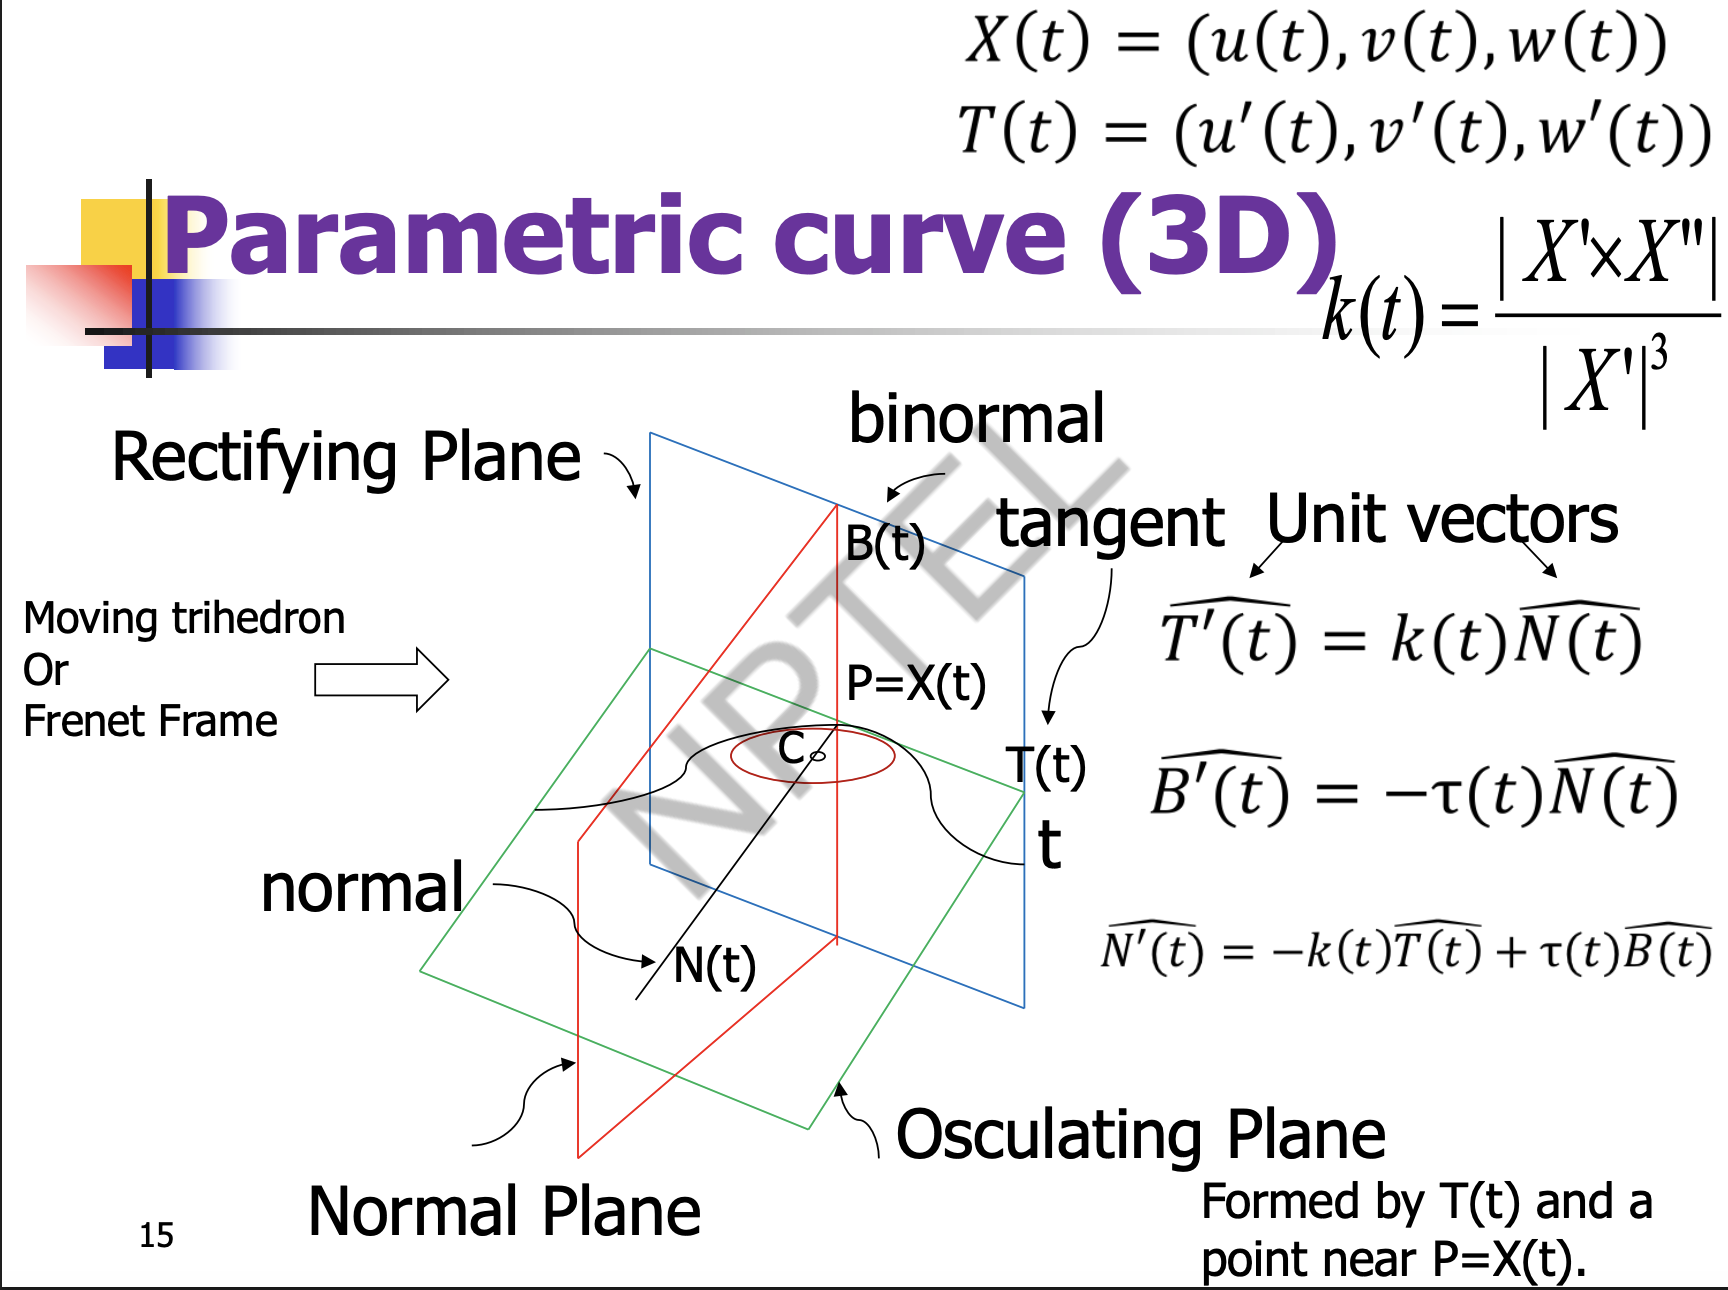 X(t) = (u(t), v(t), w(t))
T(t) = (u′(t), v′(t), w′(t))
Parametric curve (3D)
k(t) = | X'×X''| / | X'|³
binormal
Rectifying Plane
tangent
Unit vectors
B(t)
Moving trihedron
Or
Frenet Frame
T′(t) = k(t)N(t)
P=X(t)
C
T(t)
B′(t) = −τ(t)N(t)
t
normal
N(t)
N′(t) = −k(t)T(t) + τ(t)B(t)
Osculating Plane
Formed by T(t) and a
point near P=X(t).
Normal Plane
15
NPTEL